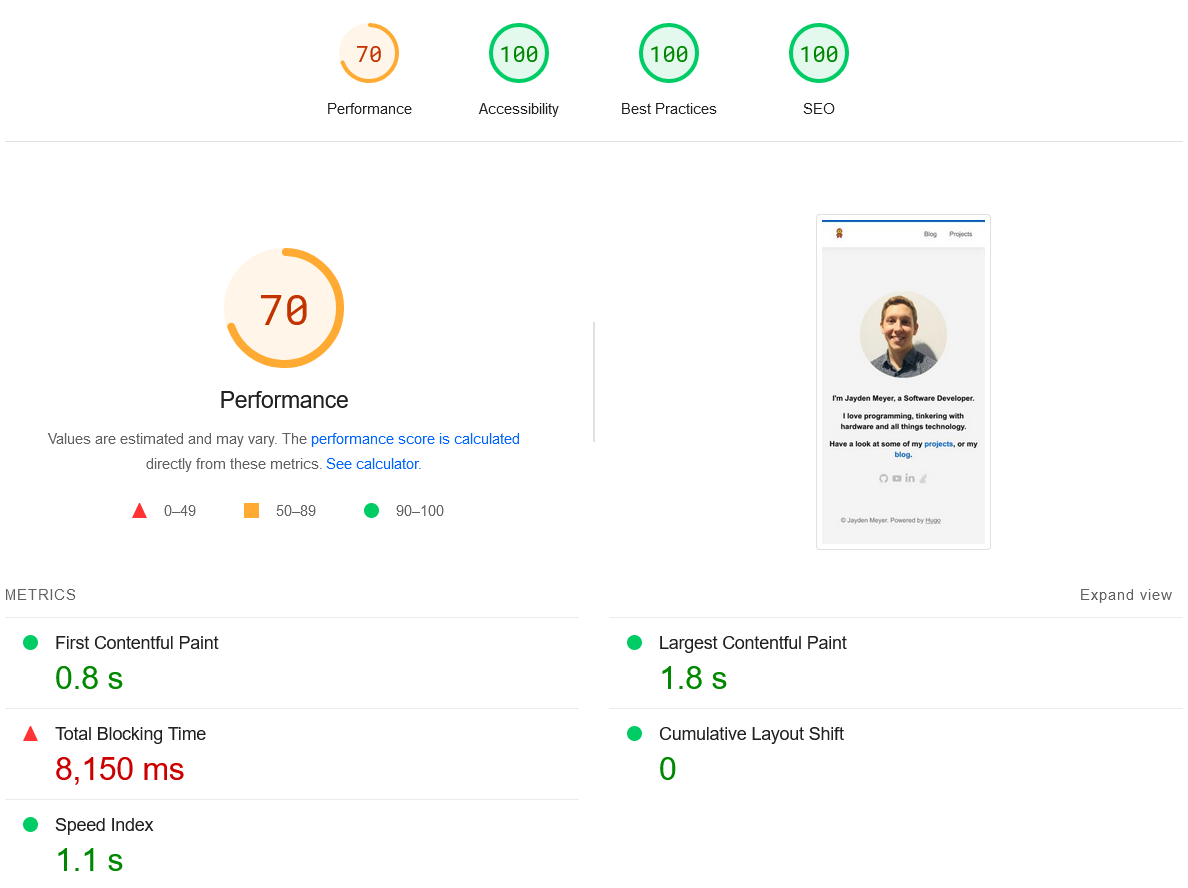 70
100
100
100
Performance
Accessibility
Best Practices
SEO
70
Performance
Values are estimated and may vary. The performance score is calculated
directly from these metrics. See calculator.
0–49
50–89
90–100
Blog
Projects
I'm Jayden Meyer, a Software Developer.
I love programming, tinkering with
hardware and all things technology.
Have a look at some of my projects, or my
blog.
© Jayden Meyer. Powered by Hugo
METRICS
Expand view
First Contentful Paint
0.8 s
Largest Contentful Paint
1.8 s
Total Blocking Time
8,150 ms
Cumulative Layout Shift
0
Speed Index
1.1 s